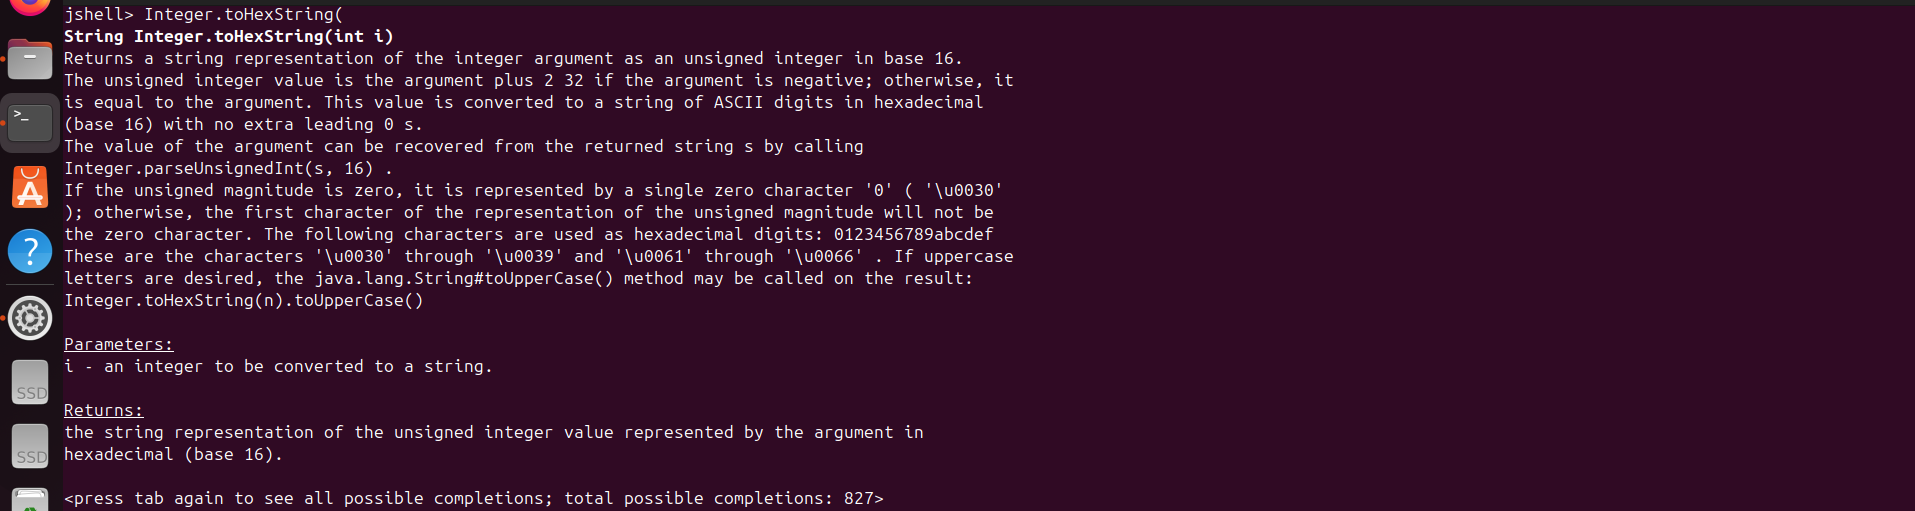 jshell> Integer.toHexString(
String Integer.toHexString(int i)
Returns a string representation of the integer argument as an unsigned integer in base 16.
The unsigned integer value is the argument plus 2 32 if the argument is negative; otherwise, it
is equal to the argument. This value is converted to a string of ASCII digits in hexadecimal
(base 16) with no extra leading 0 s.
The value of the argument can be recovered from the returned string s by calling
Integer.parseUnsignedInt(s, 16) .
If the unsigned magnitude is zero, it is represented by a single zero character '0' ( '\u0030'
); otherwise, the first character of the representation of the unsigned magnitude will not be
the zero character. The following characters are used as hexadecimal digits: 0123456789abcdef
These are the characters '\u0030' through '\u0039' and '\u0061' through '\u0066' . If uppercase
letters are desired, the java.lang.String#toUpperCase() method may be called on the result:
Integer.toHexString(n).toUpperCase()
Parameters:
i - an integer to be converted to a string.
Returns:
the string representation of the unsigned integer value represented by the argument in
hexadecimal (base 16).
<press tab again to see all possible completions; total possible completions: 827>
>_
A
?
SSD
SSD